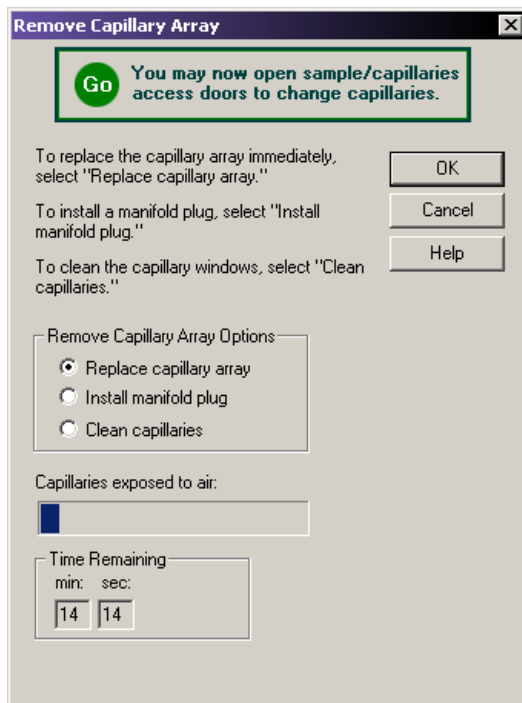 Remove Capillary Array
Go
You may now open sample/capillaries
access doors to change capillaries.
To replace the capillary array immediately,
select "Replace capillary array."
To install a manifold plug, select "Install
manifold plug."
To clean the capillary windows, select "Clean
capillaries."
OK
Cancel
Help
Remove Capillary Array Options
Replace capillary array
Install manifold plug
Clean capillaries
Capillaries exposed to air:
Time Remaining
min: sec:
14 14